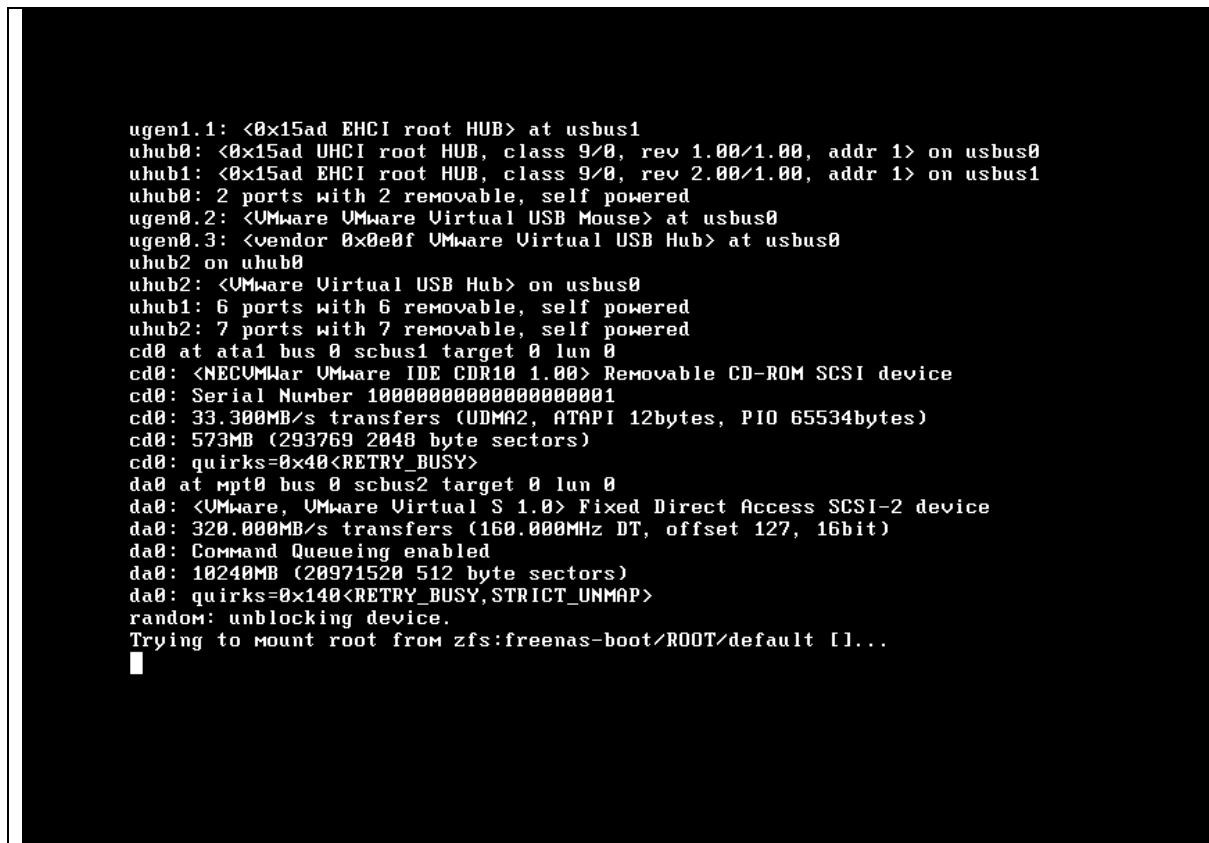 ugen1.1: <0x15ad EHCI root HUB> at usbus1
uhub0: <0x15ad UHCI root HUB, class 9/0, rev 1.00/1.00, addr 1> on usbus0
uhub1: <0x15ad EHCI root HUB, class 9/0, rev 2.00/1.00, addr 1> on usbus1
uhub0: 2 ports with 2 removable, self powered
ugen0.2: <VMware VMware Virtual USB Mouse> at usbus0
ugen0.3: <vendor 0x0e0f VMware Virtual USB Hub> at usbus0
uhub2 on uhub0
uhub2: <VMware Virtual USB Hub> on usbus0
uhub1: 6 ports with 6 removable, self powered
uhub2: 7 ports with 7 removable, self powered
cd0 at ata1 bus 0 scbus1 target 0 lun 0
cd0: <NECVMWar VMware IDE CDR10 1.00> Removable CD-ROM SCSI device
cd0: Serial Number 10000000000000000001
cd0: 33.300MB/s transfers (UDMA2, ATAPI 12bytes, PIO 65534bytes)
cd0: 573MB (293769 2048 byte sectors)
cd0: quirks=0x40<RETRY_BUSY>
da0 at mpt0 bus 0 scbus2 target 0 lun 0
da0: <VMware, VMware Virtual S 1.0> Fixed Direct Access SCSI-2 device
da0: 320.000MB/s transfers (160.000MHz DT, offset 127, 16bit)
da0: Command Queueing enabled
da0: 10240MB (20971520 512 byte sectors)
da0: quirks=0x140<RETRY_BUSY,STRICT_UNMAP>
random: unblocking device.
Trying to mount root from zfs:freenas-boot/ROOT/default []...